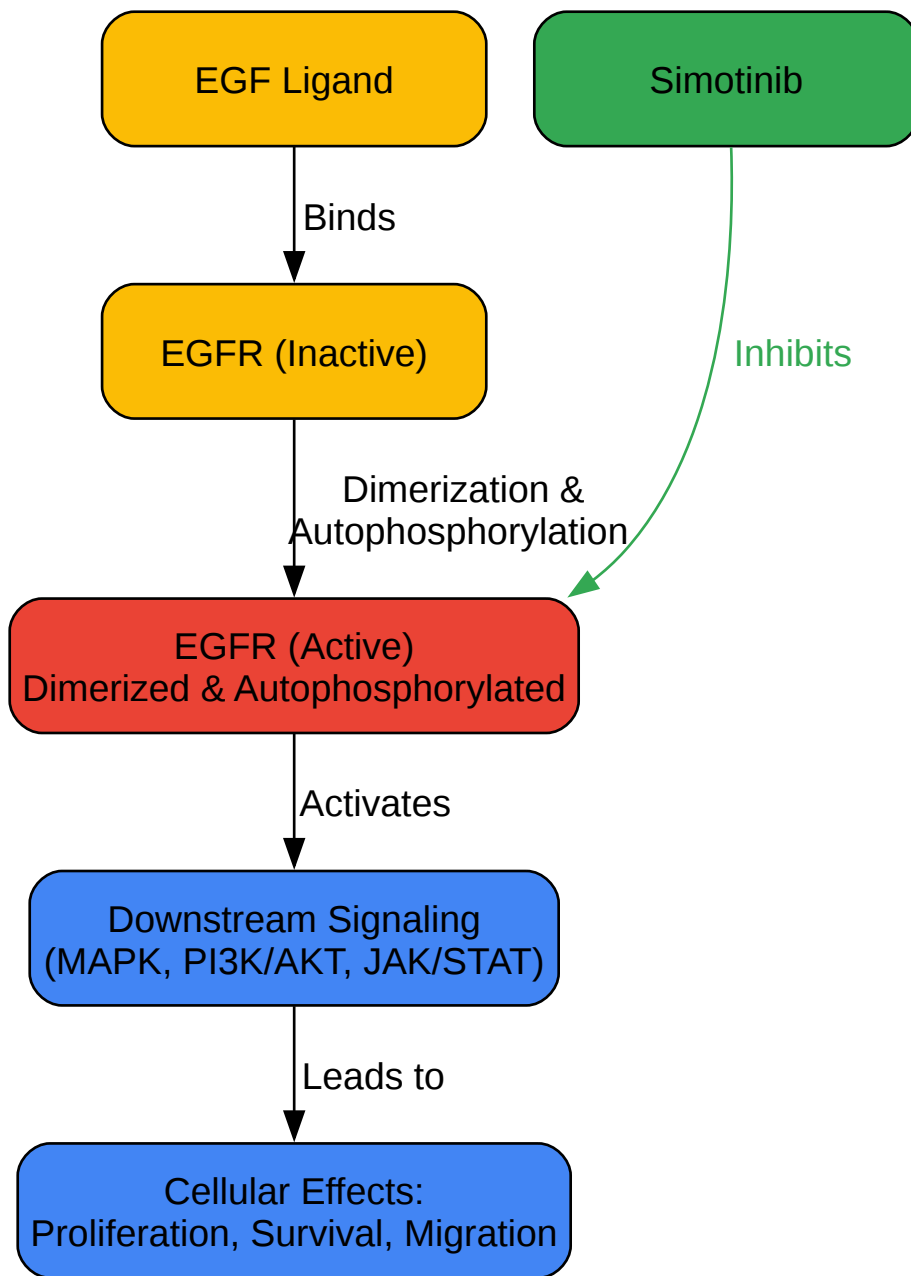 EGF Ligand
Simotinib
Binds
EGFR (Inactive)
Inhibits
Dimerization &
Autophosphorylation
EGFR (Active)
Dimerized & Autophosphorylated
Activates
Downstream Signaling
(MAPK, PI3K/AKT, JAK/STAT)
Leads to
Cellular Effects:
Proliferation, Survival, Migration